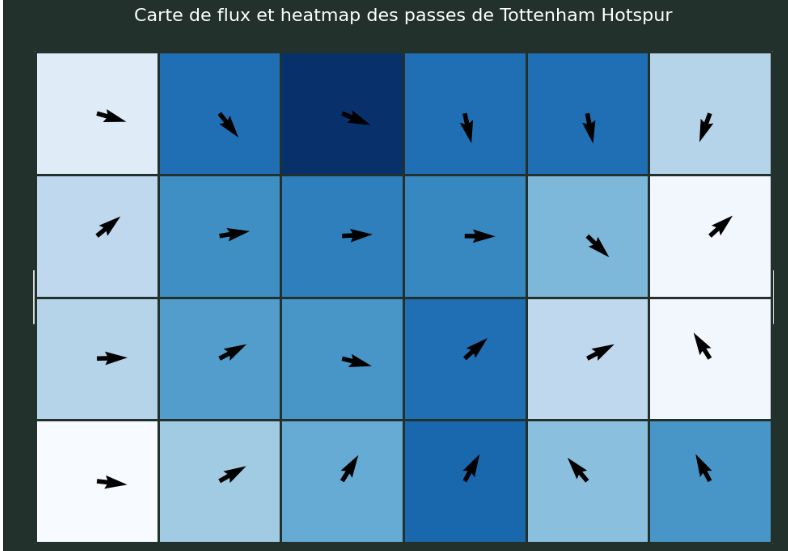 Carte de flux et heatmap des passes de Tottenham Hotspur